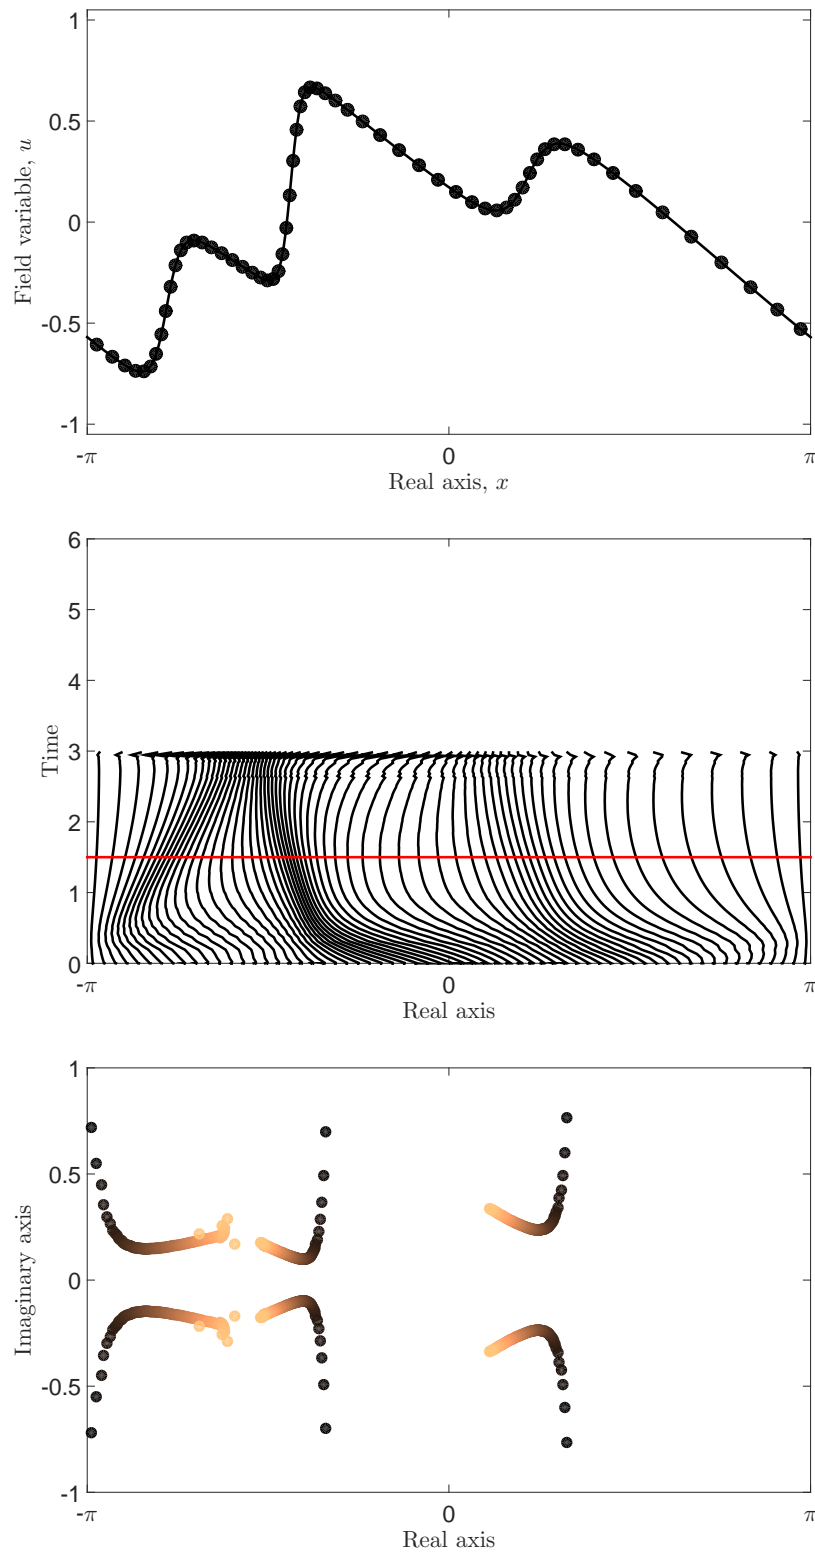 1
0.5
0
-0.5
-1
Field variable, u
-π 0 π
Real axis, x
6
5
4
3
2
1
0
Time
-π 0 π
Real axis
1
0.5
0
-0.5
-1
Imaginary axis
-π 0 π
Real axis